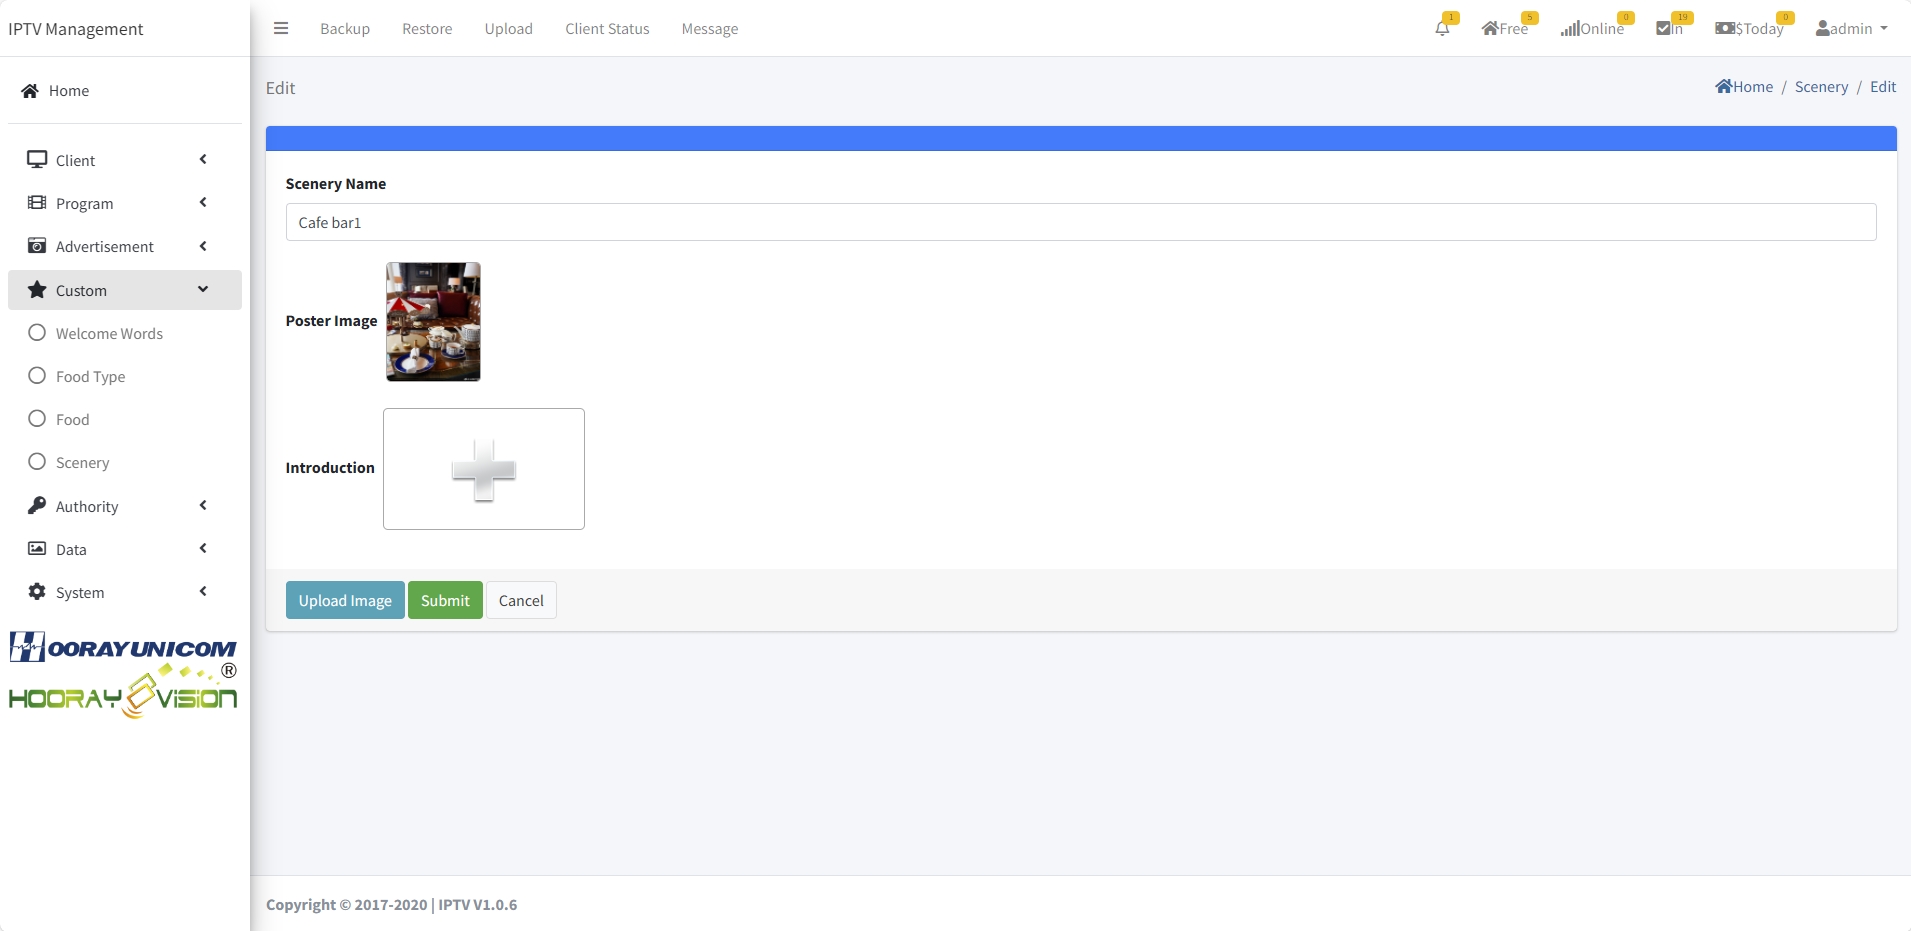 IPTV Management
Backup
Restore
Upload
Client Status
Message
1
Free
5
Online
0
In
19
$Today
0
admin
Home
Client
Program
Advertisement
Custom
Welcome Words
Food Type
Food
Scenery
Authority
Data
System
HOORAYUNICOM
HOORAY VISION ®
Edit
Home / Scenery / Edit
Scenery Name
Cafe bar1
Poster Image
Introduction
Upload Image
Submit
Cancel
Copyright © 2017-2020 | IPTV V1.0.6